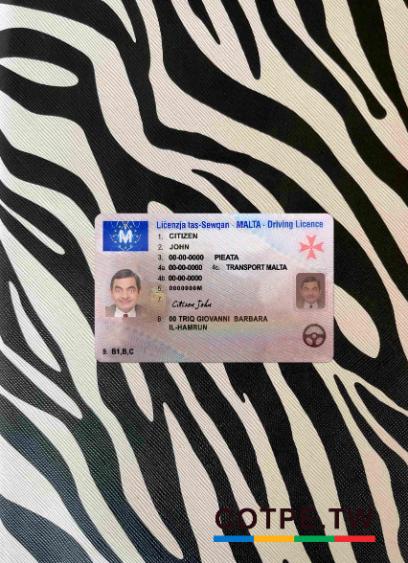 Liċenzja tas-Sewqan - MALTA - Driving Licence
M
1. CITIZEN
2. JOHN
3. 00-00-0000 PIEATA
4a 00-00-0000 4c. TRANSPORT MALTA
4b 00-00-0000
5 0000000M
7. Citizen John
8 00 TRIQ GIOVANNI BARBARA
IL-HAMRUN
9. B1,B,C
GOTPE.TW